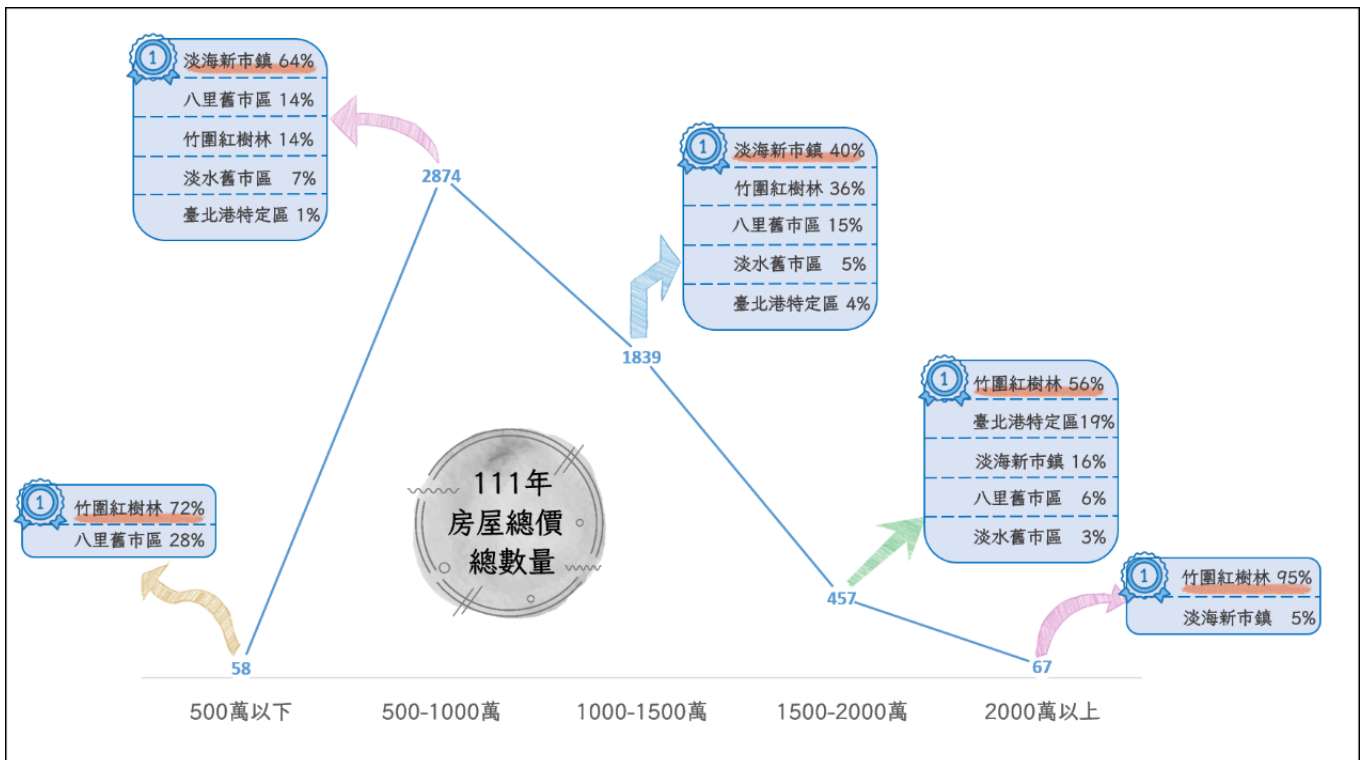 1
淡海新市鎮 64%
八里舊市區 14%
竹圍紅樹林 14%
淡水舊市區 7%
臺北港特定區 1%
2874
1
淡海新市鎮 40%
竹圍紅樹林 36%
八里舊市區 15%
淡水舊市區 5%
臺北港特定區 4%
1839
1
竹圍紅樹林 56%
臺北港特定區19%
淡海新市鎮 16%
八里舊市區 6%
淡水舊市區 3%
457
1
竹圍紅樹林 72%
八里舊市區 28%
58
111年
房屋總價
總數量
1
竹圍紅樹林 95%
淡海新市鎮 5%
67
500萬以下
500-1000萬
1000-1500萬
1500-2000萬
2000萬以上